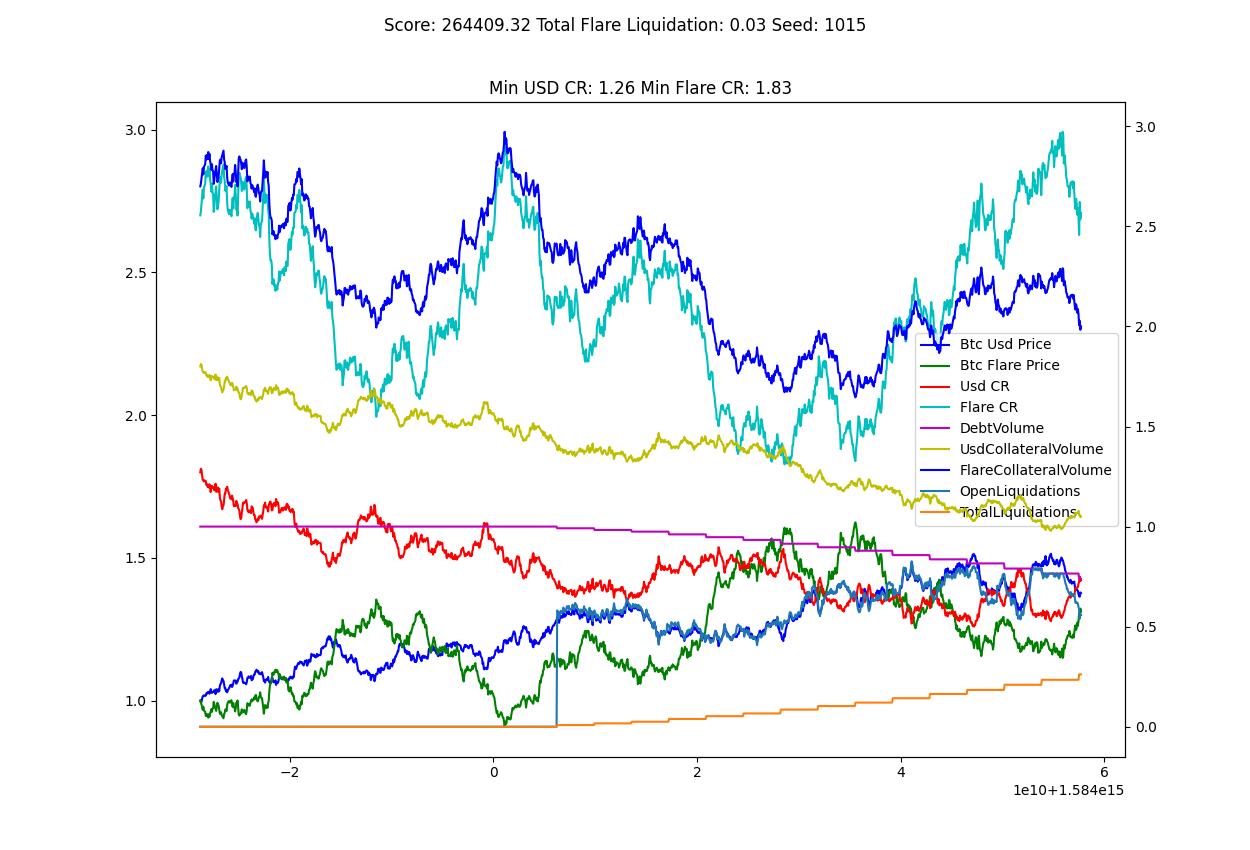 Score: 264409.32 Total Flare Liquidation: 0.03 Seed: 1015
Min USD CR: 1.26 Min Flare CR: 1.83
3.0
2.5
2.0
1.5
1.0
3.0
2.5
2.0
1.5
1.0
0.5
0.0
Btc Usd Price
Btc Flare Price
Usd CR
Flare CR
DebtVolume
UsdCollateralVolume
FlareCollateralVolume
OpenLiquidations
TotalLiquidations
−2 0 2 4 6
1e10+1.584e15